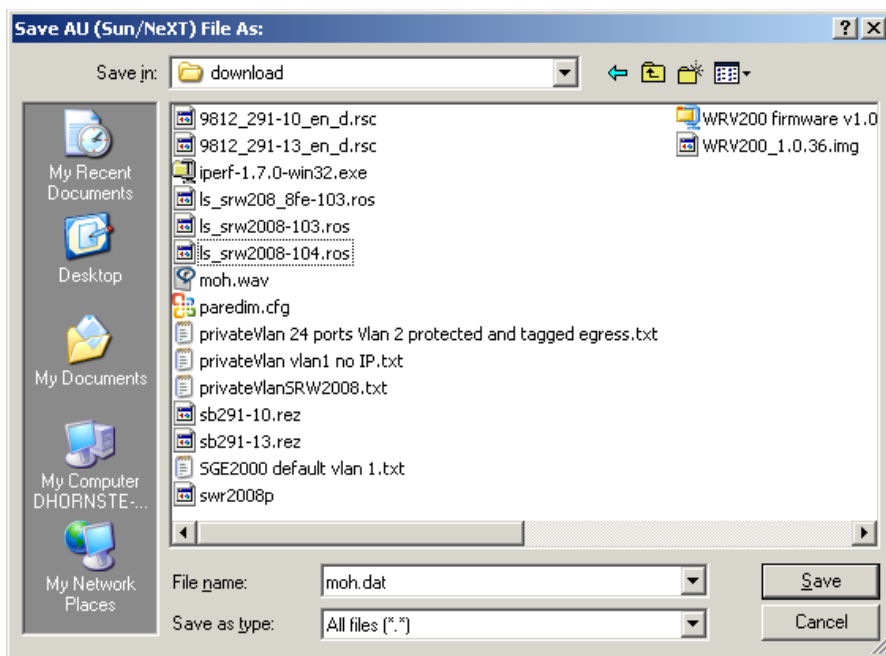 Save AU (Sun/NeXT) File As:
Save in:
download
My Recent
Documents
Desktop
My Documents
My Computer
DHORNSTE-...
My Network
Places
9812_291-10_en_d.rsc
9812_291-13_en_d.rsc
iperf-1.7.0-win32.exe
ls_srw208_8fe-103.ros
ls_srw2008-103.ros
ls_srw2008-104.ros
moh.wav
paredim.cfg
privateVlan 24 ports Vlan 2 protected and tagged egress.txt
privateVlan vlan1 no IP.txt
privateVlanSRW2008.txt
sb291-10.rez
sb291-13.rez
SGE2000 default vlan 1.txt
swr2008p
WRV200 firmware v1.0
WRV200_1.0.36.img
File name:
moh.dat
Save
Save as type:
All files (*.*)
Cancel